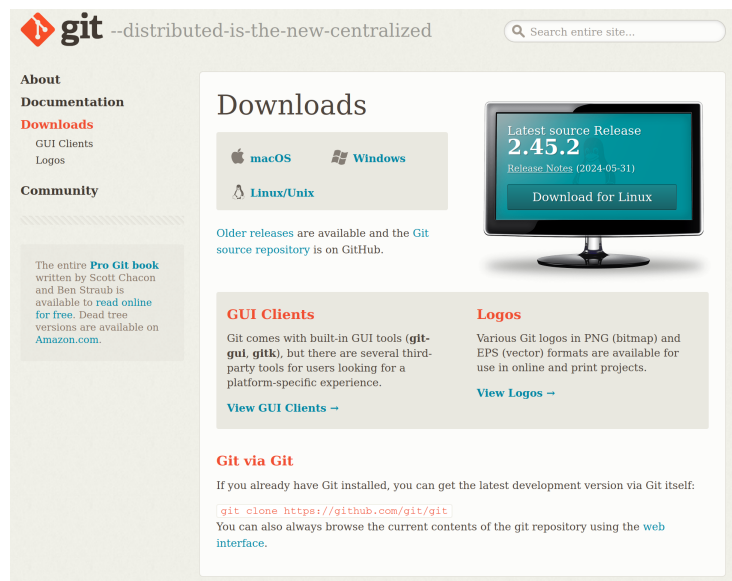 git --distributed-is-the-new-centralized
Search entire site...
About
Documentation
Downloads
GUI Clients
Logos
Community
The entire Pro Git book
written by Scott Chacon
and Ben Straub is
available to read online
for free. Dead tree
versions are available on
Amazon.com.
Downloads
macOS
Windows
Linux/Unix
Older releases are available and the Git
source repository is on GitHub.
Latest source Release
2.45.2
Release Notes (2024-05-31)
Download for Linux
GUI Clients
Git comes with built-in GUI tools (git-
gui, gitk), but there are several third-
party tools for users looking for a
platform-specific experience.
View GUI Clients →
Logos
Various Git logos in PNG (bitmap) and
EPS (vector) formats are available for
use in online and print projects.
View Logos →
Git via Git
If you already have Git installed, you can get the latest development version via Git itself:
git clone https://github.com/git/git
You can also always browse the current contents of the git repository using the web
interface.